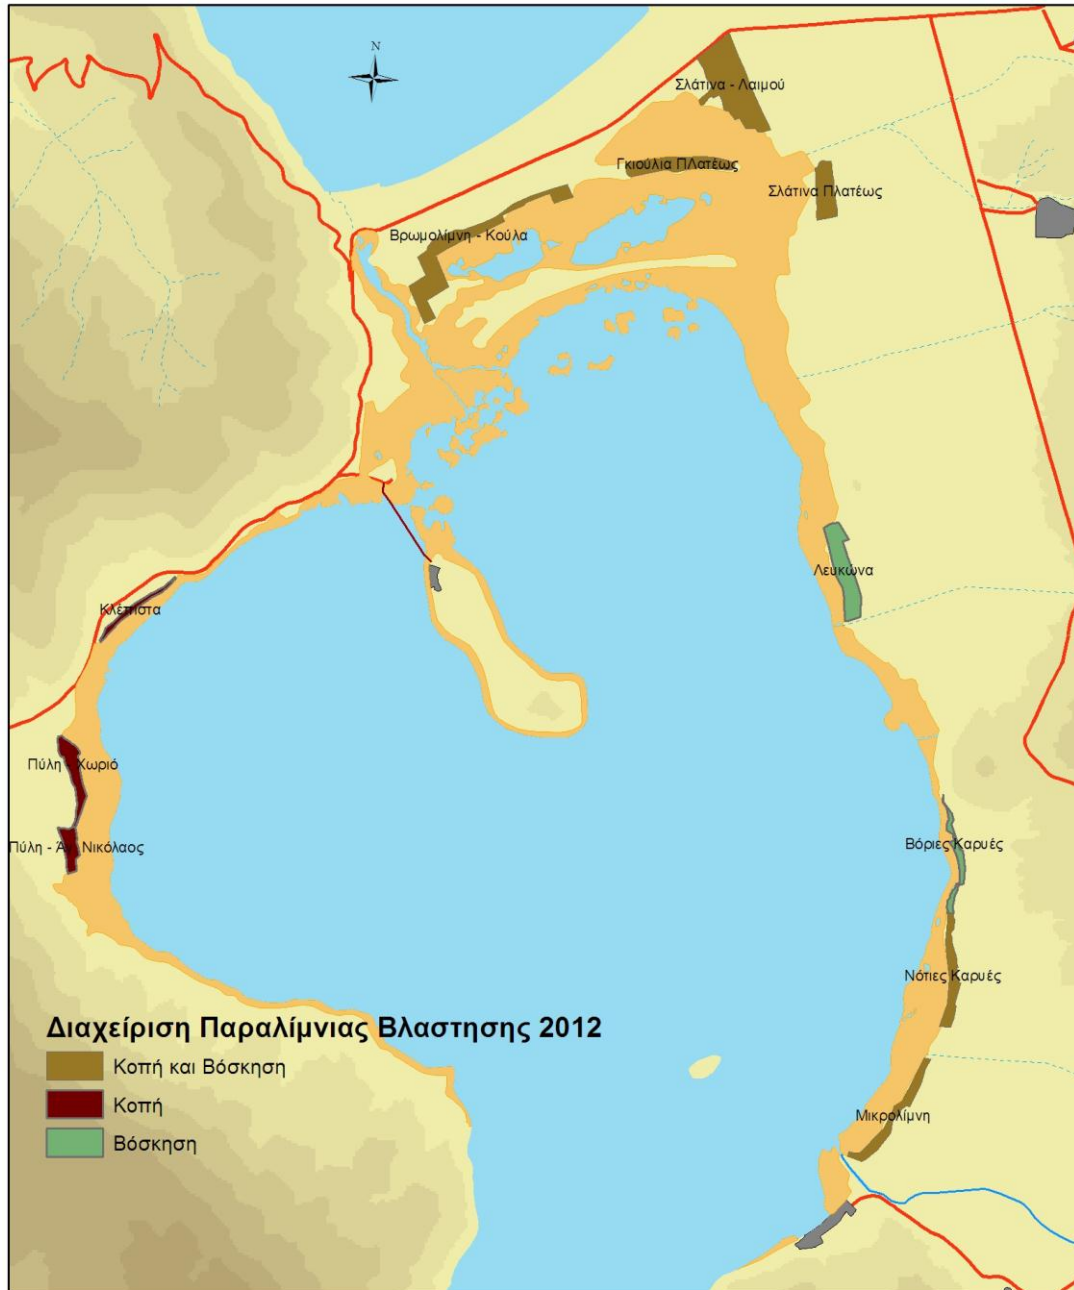 N
Σλάτινα - Λαιμού
Γκιούλια ΠΛατέως
Σλάτινα Πλατέως
Βρωμολίμνη - Κούλα
Λευκώνα
Κλέτιστα
Πύλη - Χωριό
Βόριες Καρυές
Πύλη - Ά Νικόλαος
Νότιες Καρυές
Διαχείριση Παραλίμνιας Βλαστησης 2012
Κοπή και Βόσκηση
Κοπή
Μικρολίμνη
Βόσκηση